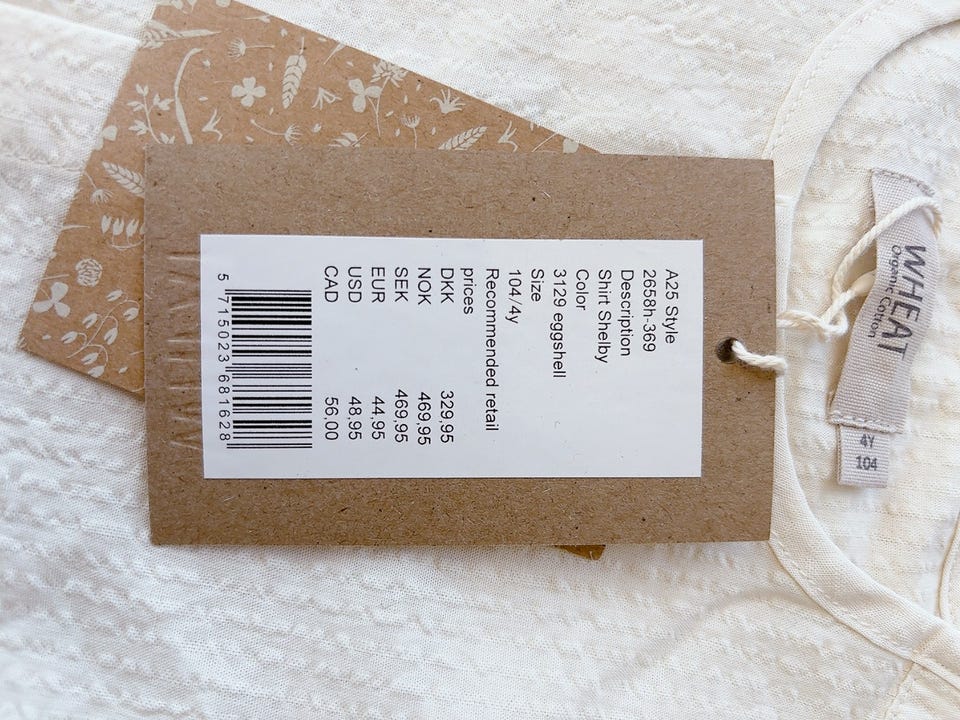 A25 Style
2658h-369
Description
Shirt Shelby
Color
3129 eggshell
Size
104/4y
Recommended retail
prices
DKK 329,95
NOK 469,95
SEK 469,95
EUR 44,95
USD 48,95
CAD 56,00
5 715023 681628
WHEAT
Organic Cotton
4Y
104